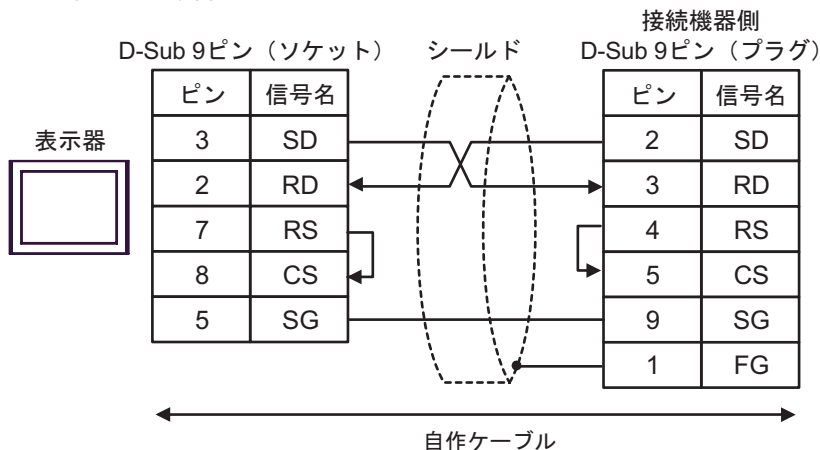 接続機器側
D-Sub 9ピン（ソケット） シールド D-Sub 9ピン（プラグ）
ピン 信号名 ピン 信号名
表示器
3 SD 2 SD
2 RD 3 RD
7 RS 4 RS
8 CS 5 CS
5 SG 9 SG
1 FG
自作ケーブル